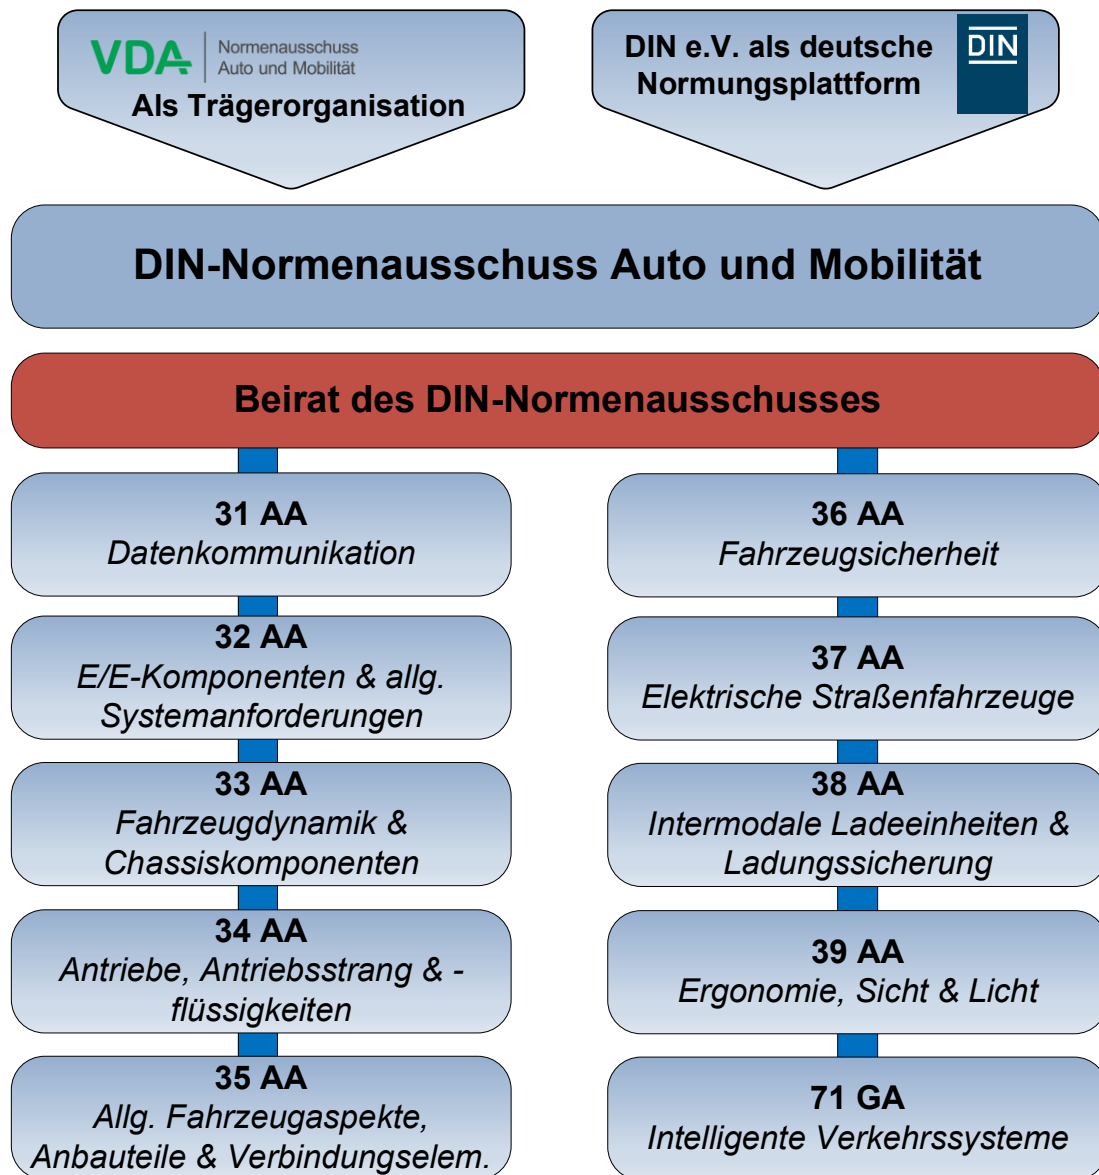 VDA
Normenausschuss
Auto und Mobilität
Als Trägerorganisation
DIN e.V. als deutsche
Normungsplattform
DIN
DIN-Normenausschuss Auto und Mobilität
Beirat des DIN-Normenausschusses
31 AA
Datenkommunikation
32 AA
E/E-Komponenten & allg.
Systemanforderungen
33 AA
Fahrzeugdynamik &
Chassiskomponenten
34 AA
Antriebe, Antriebsstrang & -
flüssigkeiten
35 AA
Allg. Fahrzeugaspekte,
Anbauteile & Verbindungselem.
36 AA
Fahrzeugsicherheit
37 AA
Elektrische Straßenfahrzeuge
38 AA
Intermodale Ladeeinheiten &
Ladungssicherung
39 AA
Ergonomie, Sicht & Licht
71 GA
Intelligente Verkehrssysteme